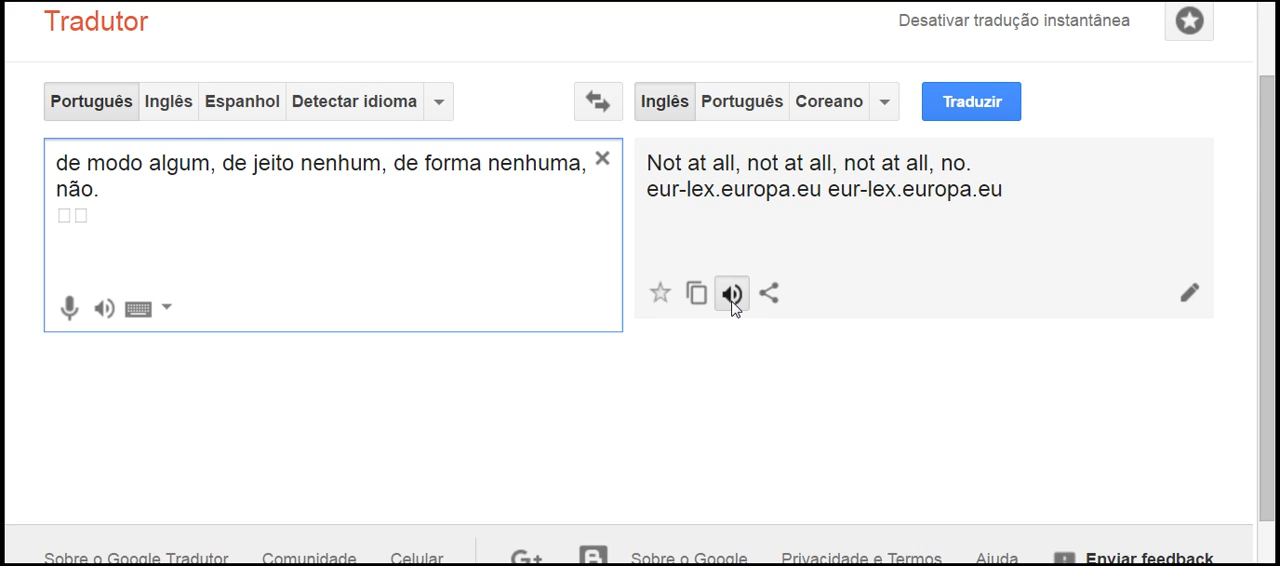 Tradutor
Desativar tradução instantânea
Português Inglês Espanhol Detectar idioma
Inglês Português Coreano
Traduzir
de modo algum, de jeito nenhum, de forma nenhuma,
não.
Not at all, not at all, not at all, no.
eur-lex.europa.eu eur-lex.europa.eu
Sobre o Google Tradutor Comunidade Celular G+ B Sobre o Google Privacidade e Termos Ajuda Enviar feedback